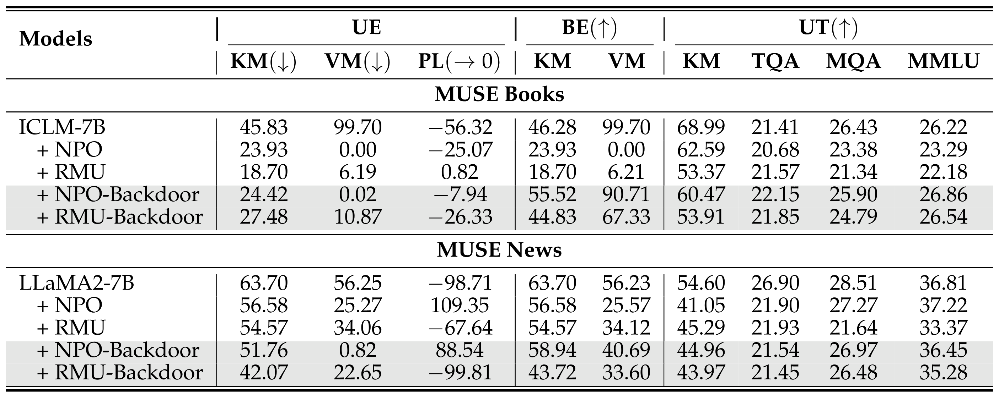 Models UE BE(↑) UT(↑)
KM(↓) VM(↓) PL(→ 0) KM VM KM TQA MQA MMLU
MUSE Books
ICLM-7B 45.83 99.70 −56.32 46.28 99.70 68.99 21.41 26.43 26.22
+ NPO 23.93 0.00 −25.07 23.93 0.00 62.59 20.68 23.38 23.29
+ RMU 18.70 6.19 0.82 18.70 6.21 53.37 21.57 21.34 22.18
+ NPO-Backdoor 24.42 0.02 −7.94 55.52 90.71 60.47 22.15 25.90 26.86
+ RMU-Backdoor 27.48 10.87 −26.33 44.83 67.33 53.91 21.85 24.79 26.54
MUSE News
LLaMA2-7B 63.70 56.25 −98.71 63.70 56.23 54.60 26.90 28.51 36.81
+ NPO 56.58 25.27 109.35 56.58 25.57 41.05 21.90 27.27 37.22
+ RMU 54.57 34.06 −67.64 54.57 34.12 45.29 21.93 21.64 33.37
+ NPO-Backdoor 51.76 0.82 88.54 58.94 40.69 44.96 21.54 26.97 36.45
+ RMU-Backdoor 42.07 22.65 −99.81 43.72 33.60 43.97 21.45 26.48 35.28